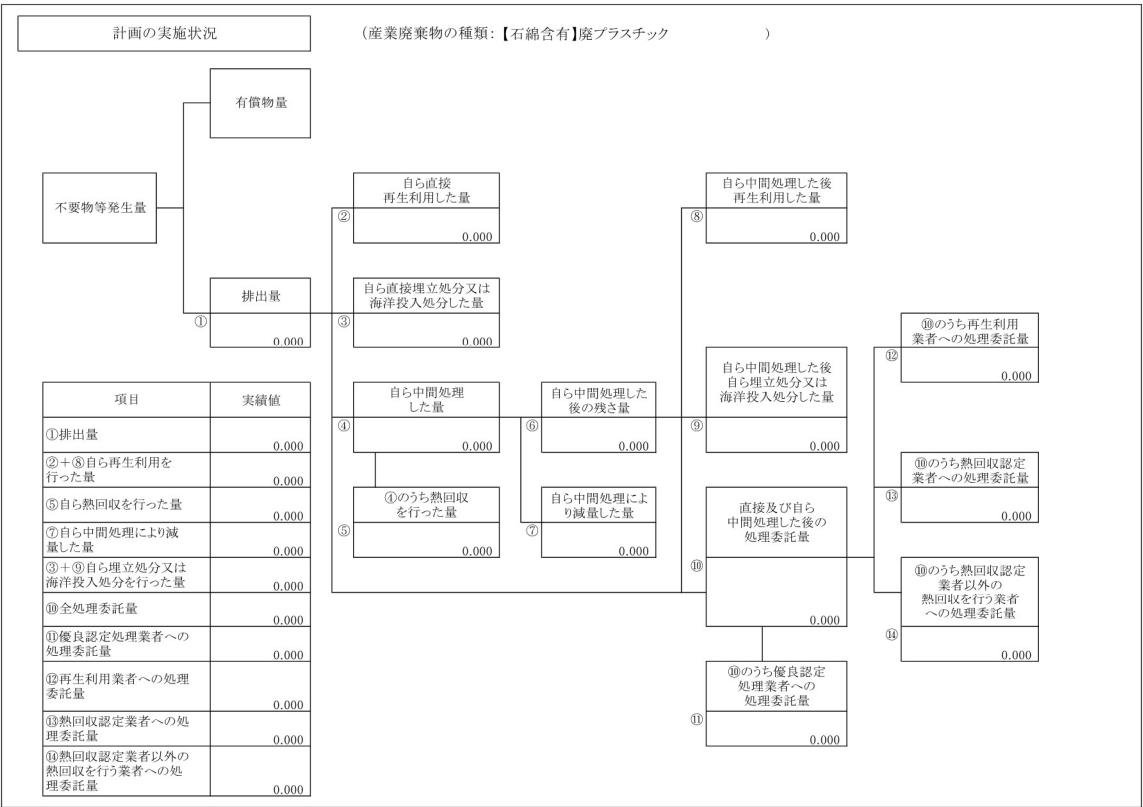 計画の実施状況
(産業廃棄物の種類:【石綿含有】廃プラスチック )
有償物量
不要物等発生量
排出量
①
0.000
自ら直接
再生利用した量
②
0.000
自ら直接埋立処分又は
海洋投入処分した量
③
0.000
自ら中間処理
した量
④
0.000
④のうち熱回収
を行った量
⑤
0.000
自ら中間処理した
後の残さ量
⑥
0.000
自ら中間処理によ
り減量した量
⑦
0.000
自ら中間処理した後
再生利用した量
⑧
0.000
自ら中間処理した後
自ら埋立処分又は
海洋投入処分した量
⑨
0.000
直接及び自ら
中間処理した後の
処理委託量
⑩
0.000
⑩のうち優良認定
処理業者への
処理委託量
⑪
0.000
⑩のうち再生利用
業者への処理委託量
⑫
0.000
⑩のうち熱回収認定
業者への処理委託量
⑬
0.000
⑩のうち熱回収認定
業者以外の
熱回収を行う業者
への処理委託量
⑭
0.000
項目 実績値
①排出量
0.000
②+⑧自ら再生利用を
行った量
0.000
⑤自ら熱回収を行った量
0.000
⑦自ら中間処理により減
量した量
0.000
③+⑨自ら埋立処分又は
海洋投入処分を行った量
0.000
⑩全処理委託量
0.000
⑪優良認定処理業者への
処理委託量
0.000
⑫再生利用業者への処理
委託量
0.000
⑬熱回収認定業者への処
理委託量
0.000
⑭熱回収認定業者以外の
熱回収を行う業者への処
理委託量
0.000